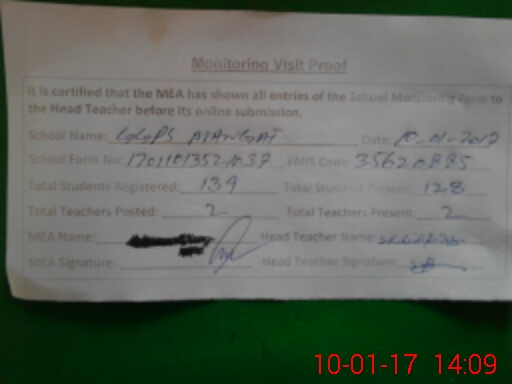 Monitoring Visit Proof
It is certified that the MEA has shown all entries of the School Monitoring Form to
the Head Teacher before its online submission.
School Name: GGPS MANGAT Date: 10-01-2017
School Form No: EMIS Code: 35620885
Total Students Registered: 139 Total Students Present: 128
Total Teachers Posted: 2 Total Teachers Present: 2
MEA Name: Head Teacher Name:
MEA Signature: Head Teacher Signature:
10-01-17 14:09